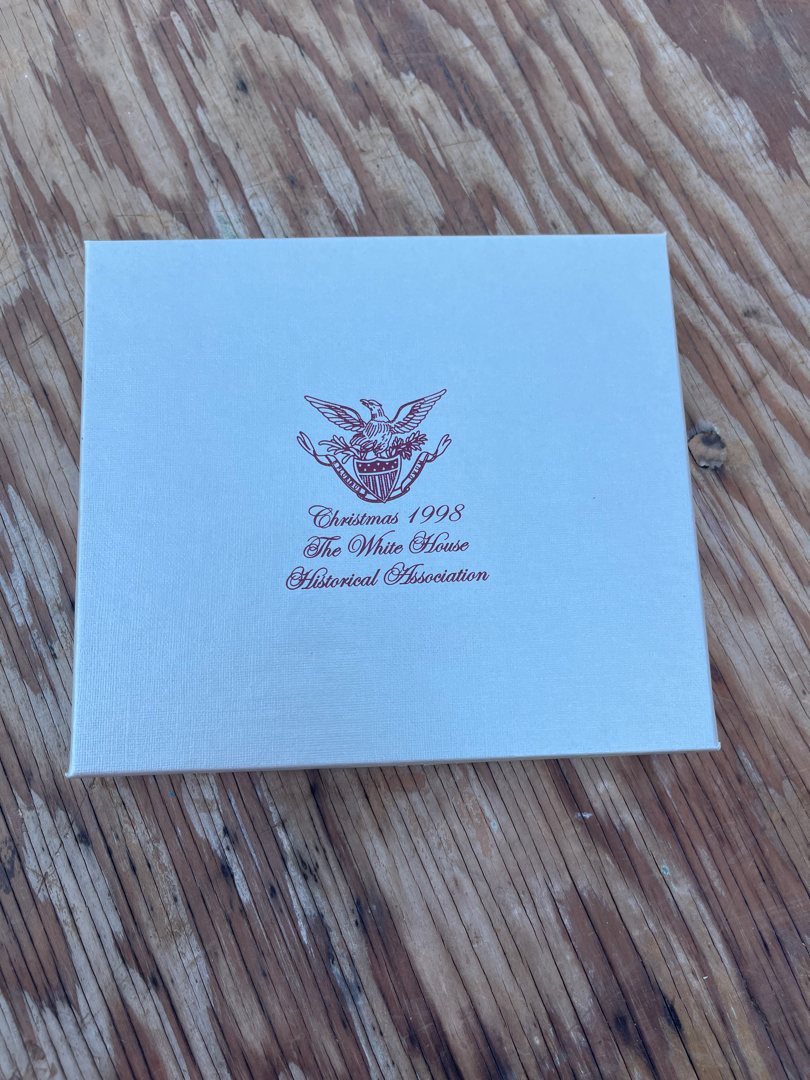 Christmas 1998
The White House
Historical Association